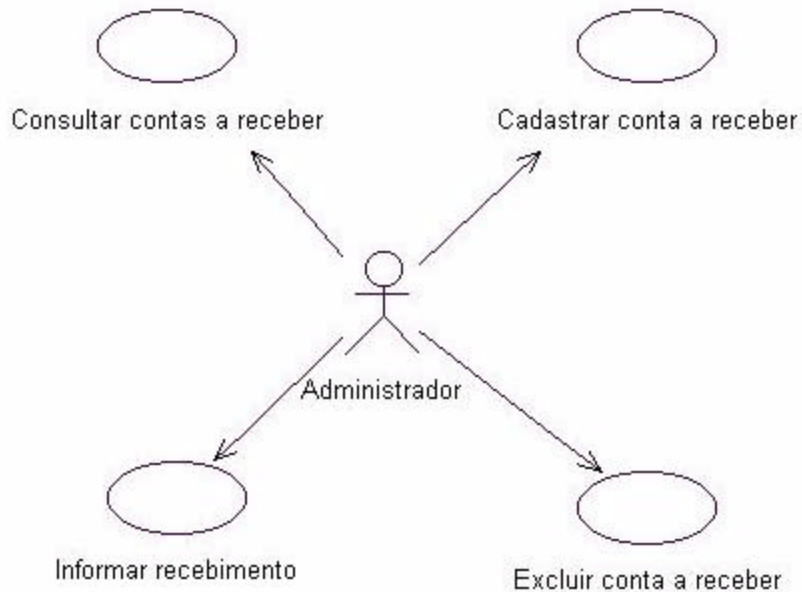 Consultar contas a receber
Cadastrar conta a receber
Administrador
Informar recebimento
Excluir conta a receber